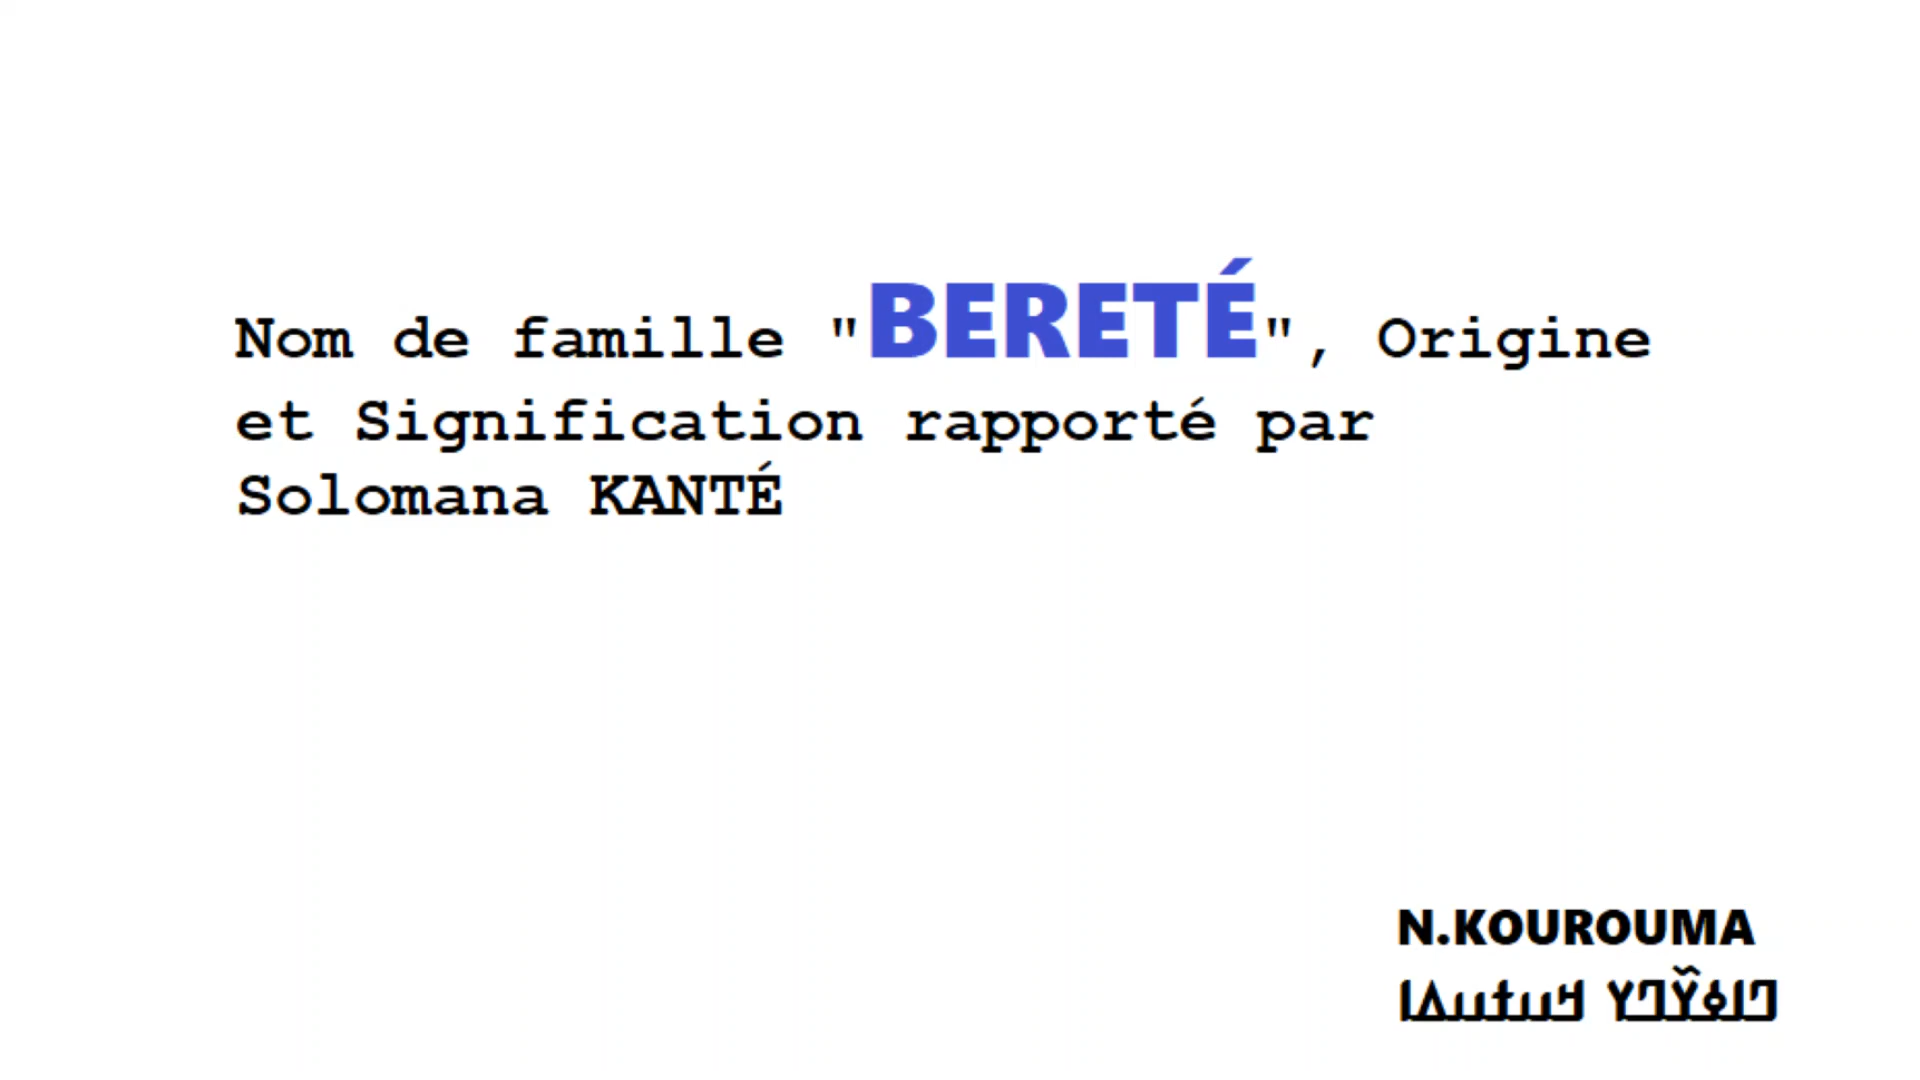 Nom de famille "BERETÉ", Origine
et Signification rapporté par
Solomana KANTÉ
N.KOUROUMA